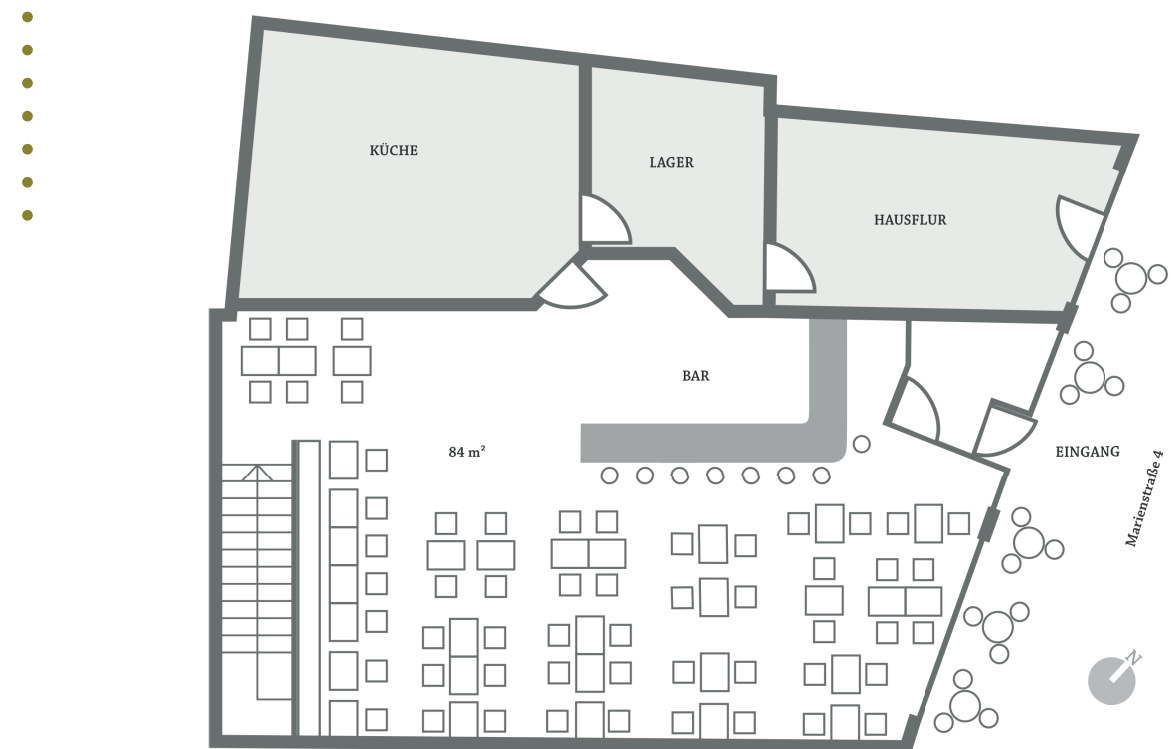 KÜCHE
LAGER
HAUSFLUR
BAR
84 m²
EINGANG
Marienstraße 4
N